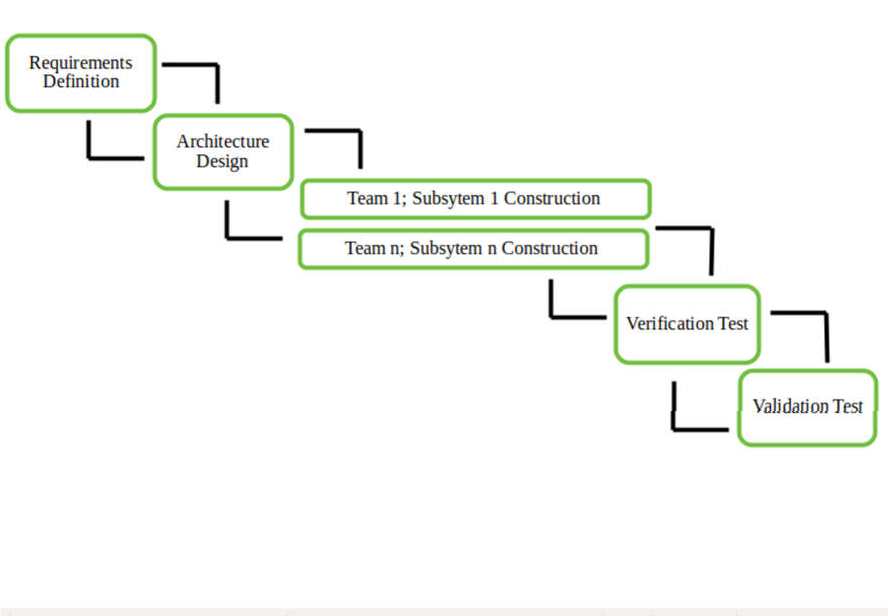 Requirements
Definition
Architecture
Design
Team 1; Subsytem 1 Construction
Team n; Subsytem n Construction
Verification Test
Validation Test